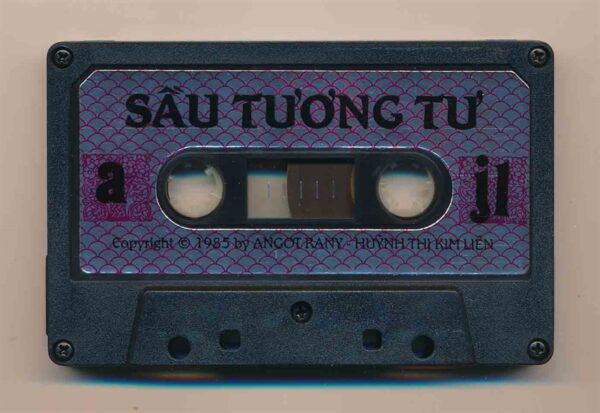 SẦU TƯƠNG TƯ
a
jl
Copyright © 1985 by ANGOT RANY - HUỲNH THỊ KIM LIÊN